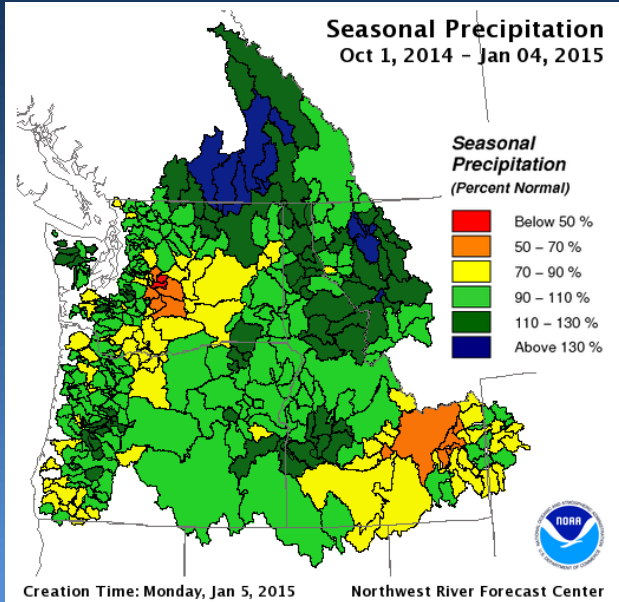 Seasonal Precipitation
Oct 1, 2014 – Jan 04, 2015
Seasonal
Precipitation
(Percent Normal)
Below 50 %
50 – 70 %
70 – 90 %
90 – 110 %
110 – 130 %
Above 130 %
NOAA
Creation Time: Monday, Jan 5, 2015
Northwest River Forecast Center